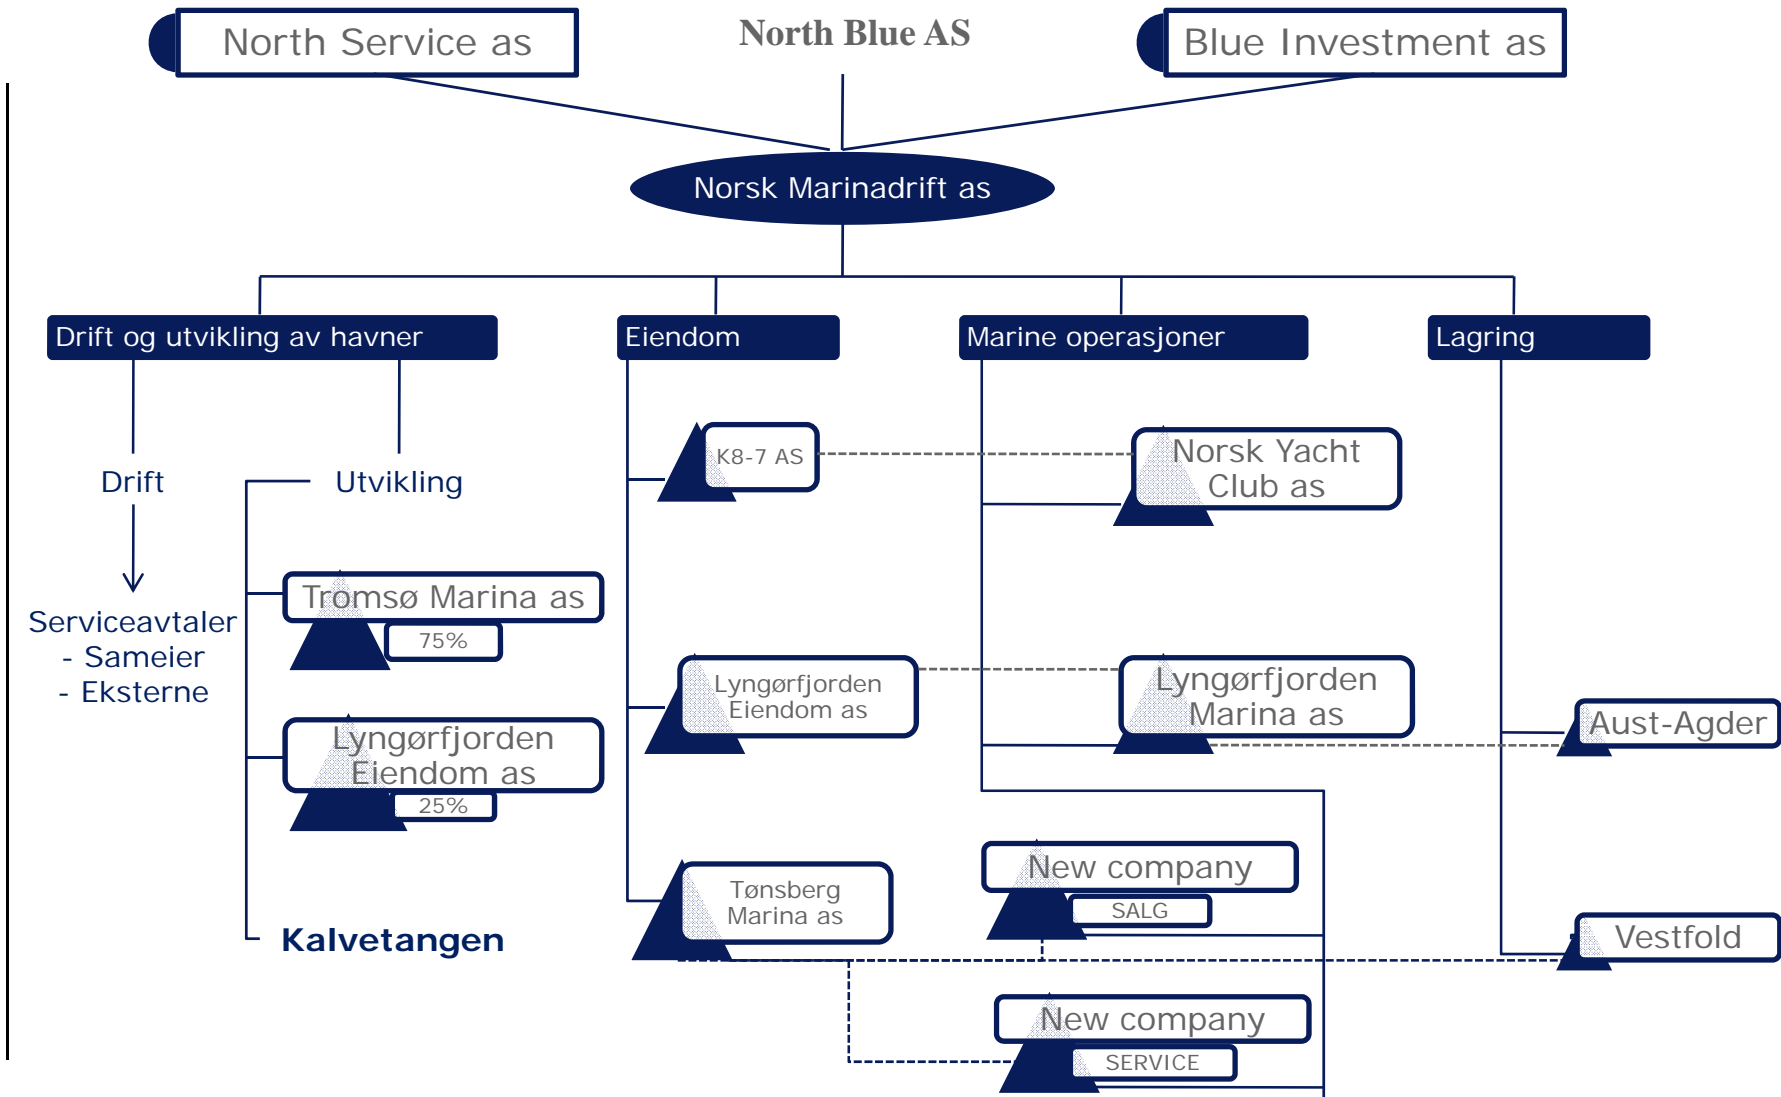 North Service as
North Blue AS
Blue Investment as
Norsk Marinadrift as
Drift og utvikling av havner
Eiendom
Marine operasjoner
Lagring
Drift
Utvikling
Serviceavtaler
- Sameier
- Eksterne
Tromsø Marina as
75%
Lyngørfjorden
Eiendom as
25%
Kalvetangen
K8-7 AS
Lyngørfjorden
Eiendom as
Tønsberg
Marina as
Norsk Yacht
Club as
Lyngørfjorden
Marina as
New company
SALG
New company
SERVICE
Aust-Agder
Vestfold